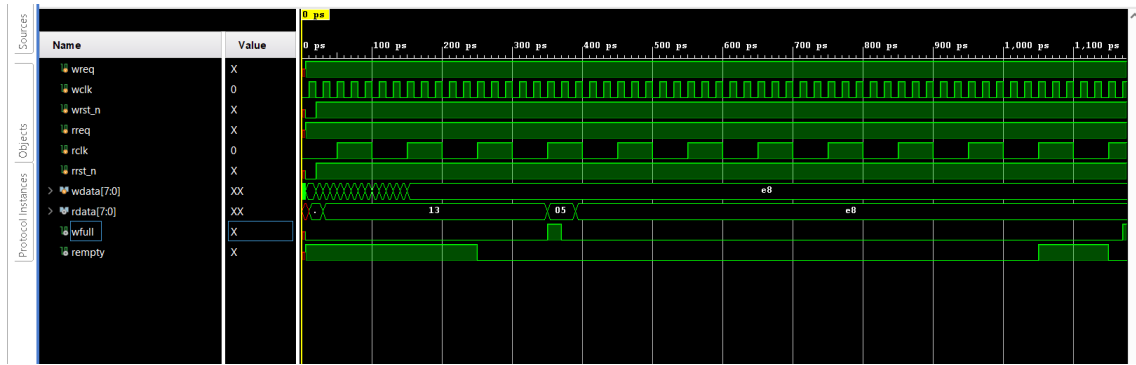 0 ps
Sources
Objects
Protocol Instances
Name Value
0 ps 100 ps 200 ps 300 ps 400 ps 500 ps 600 ps 700 ps 800 ps 900 ps 1,000 ps 1,100 ps
wreq X
wclk 0
wrst_n X
rreq X
rclk 0
rrst_n X
wdata[7:0] XX e8
rdata[7:0] XX . 13 05 e8
wfull X
rempty X